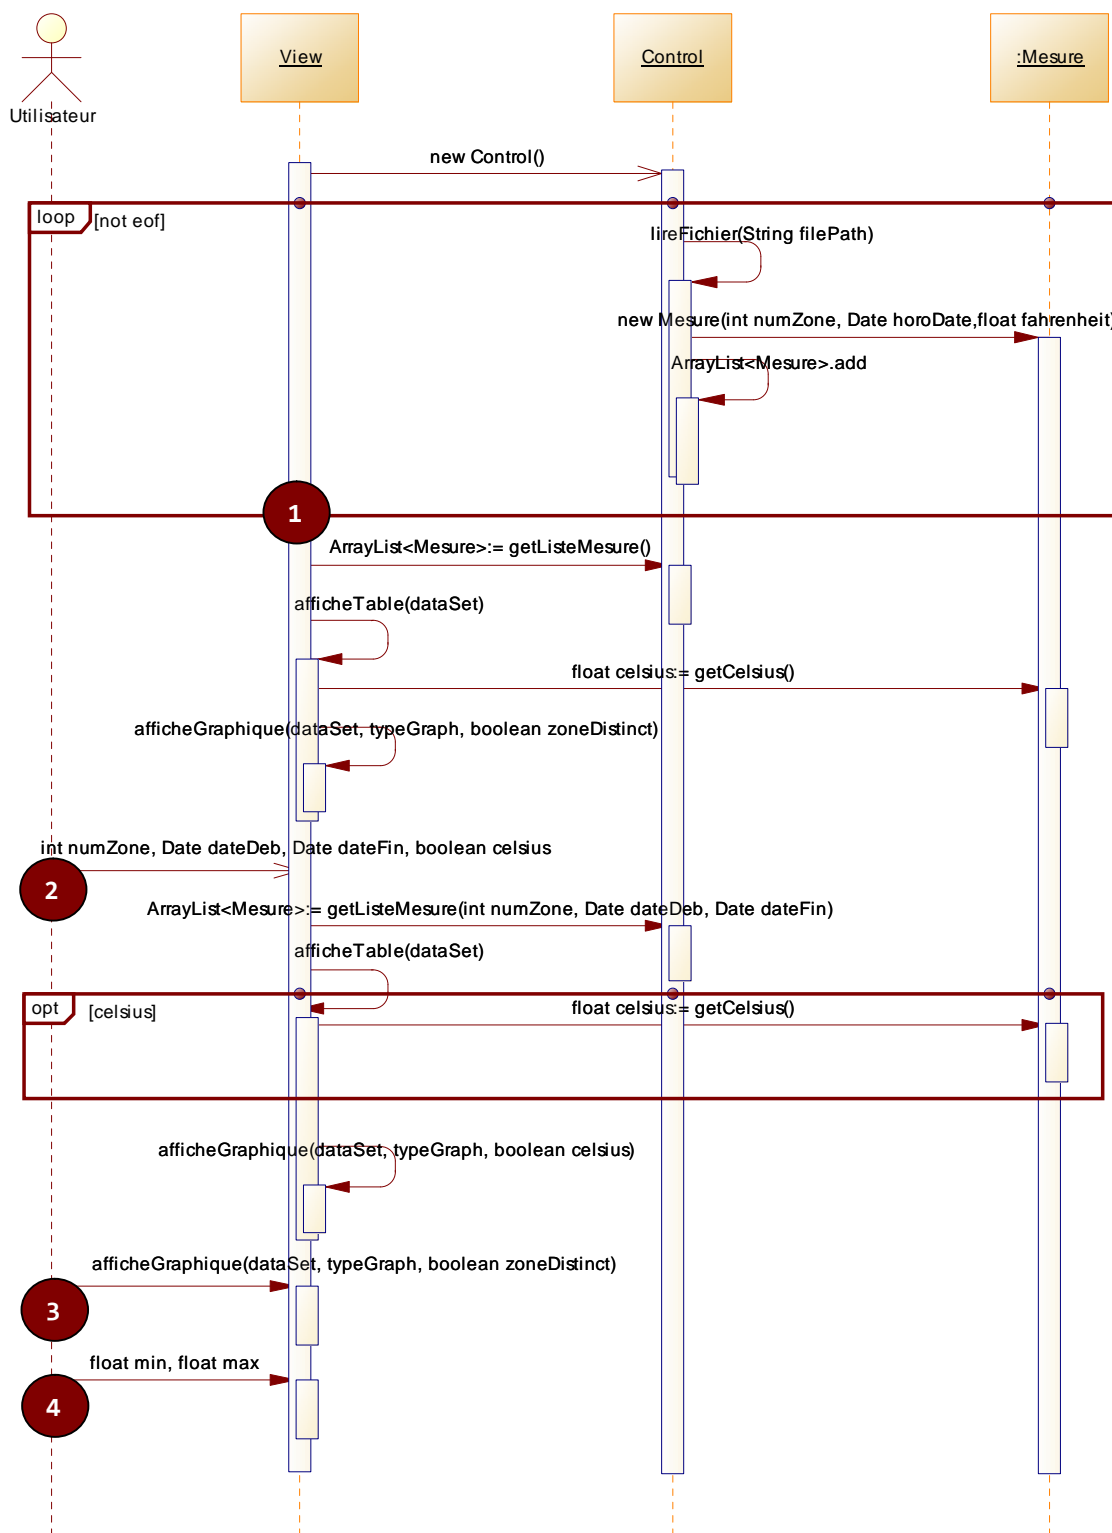 View
Control
:Mesure
Utilisateur
new Control()
loop
[not eof]
lireFichier(String filePath)
new Mesure(int numZone, Date horoDate,float fahrenheit)
ArrayList<Mesure>.add
1
ArrayList<Mesure>:= getListeMesure()
afficheTable(dataSet)
float celsius:= getCelsius()
afficheGraphique(dataSet, typeGraph, boolean zoneDistinct)
int numZone, Date dateDeb, Date dateFin, boolean celsius
2
ArrayList<Mesure>:= getListeMesure(int numZone, Date dateDeb, Date dateFin)
afficheTable(dataSet)
opt
[celsius]
float celsius:= getCelsius()
afficheGraphique(dataSet, typeGraph, boolean celsius)
afficheGraphique(dataSet, typeGraph, boolean zoneDistinct)
3
float min, float max
4